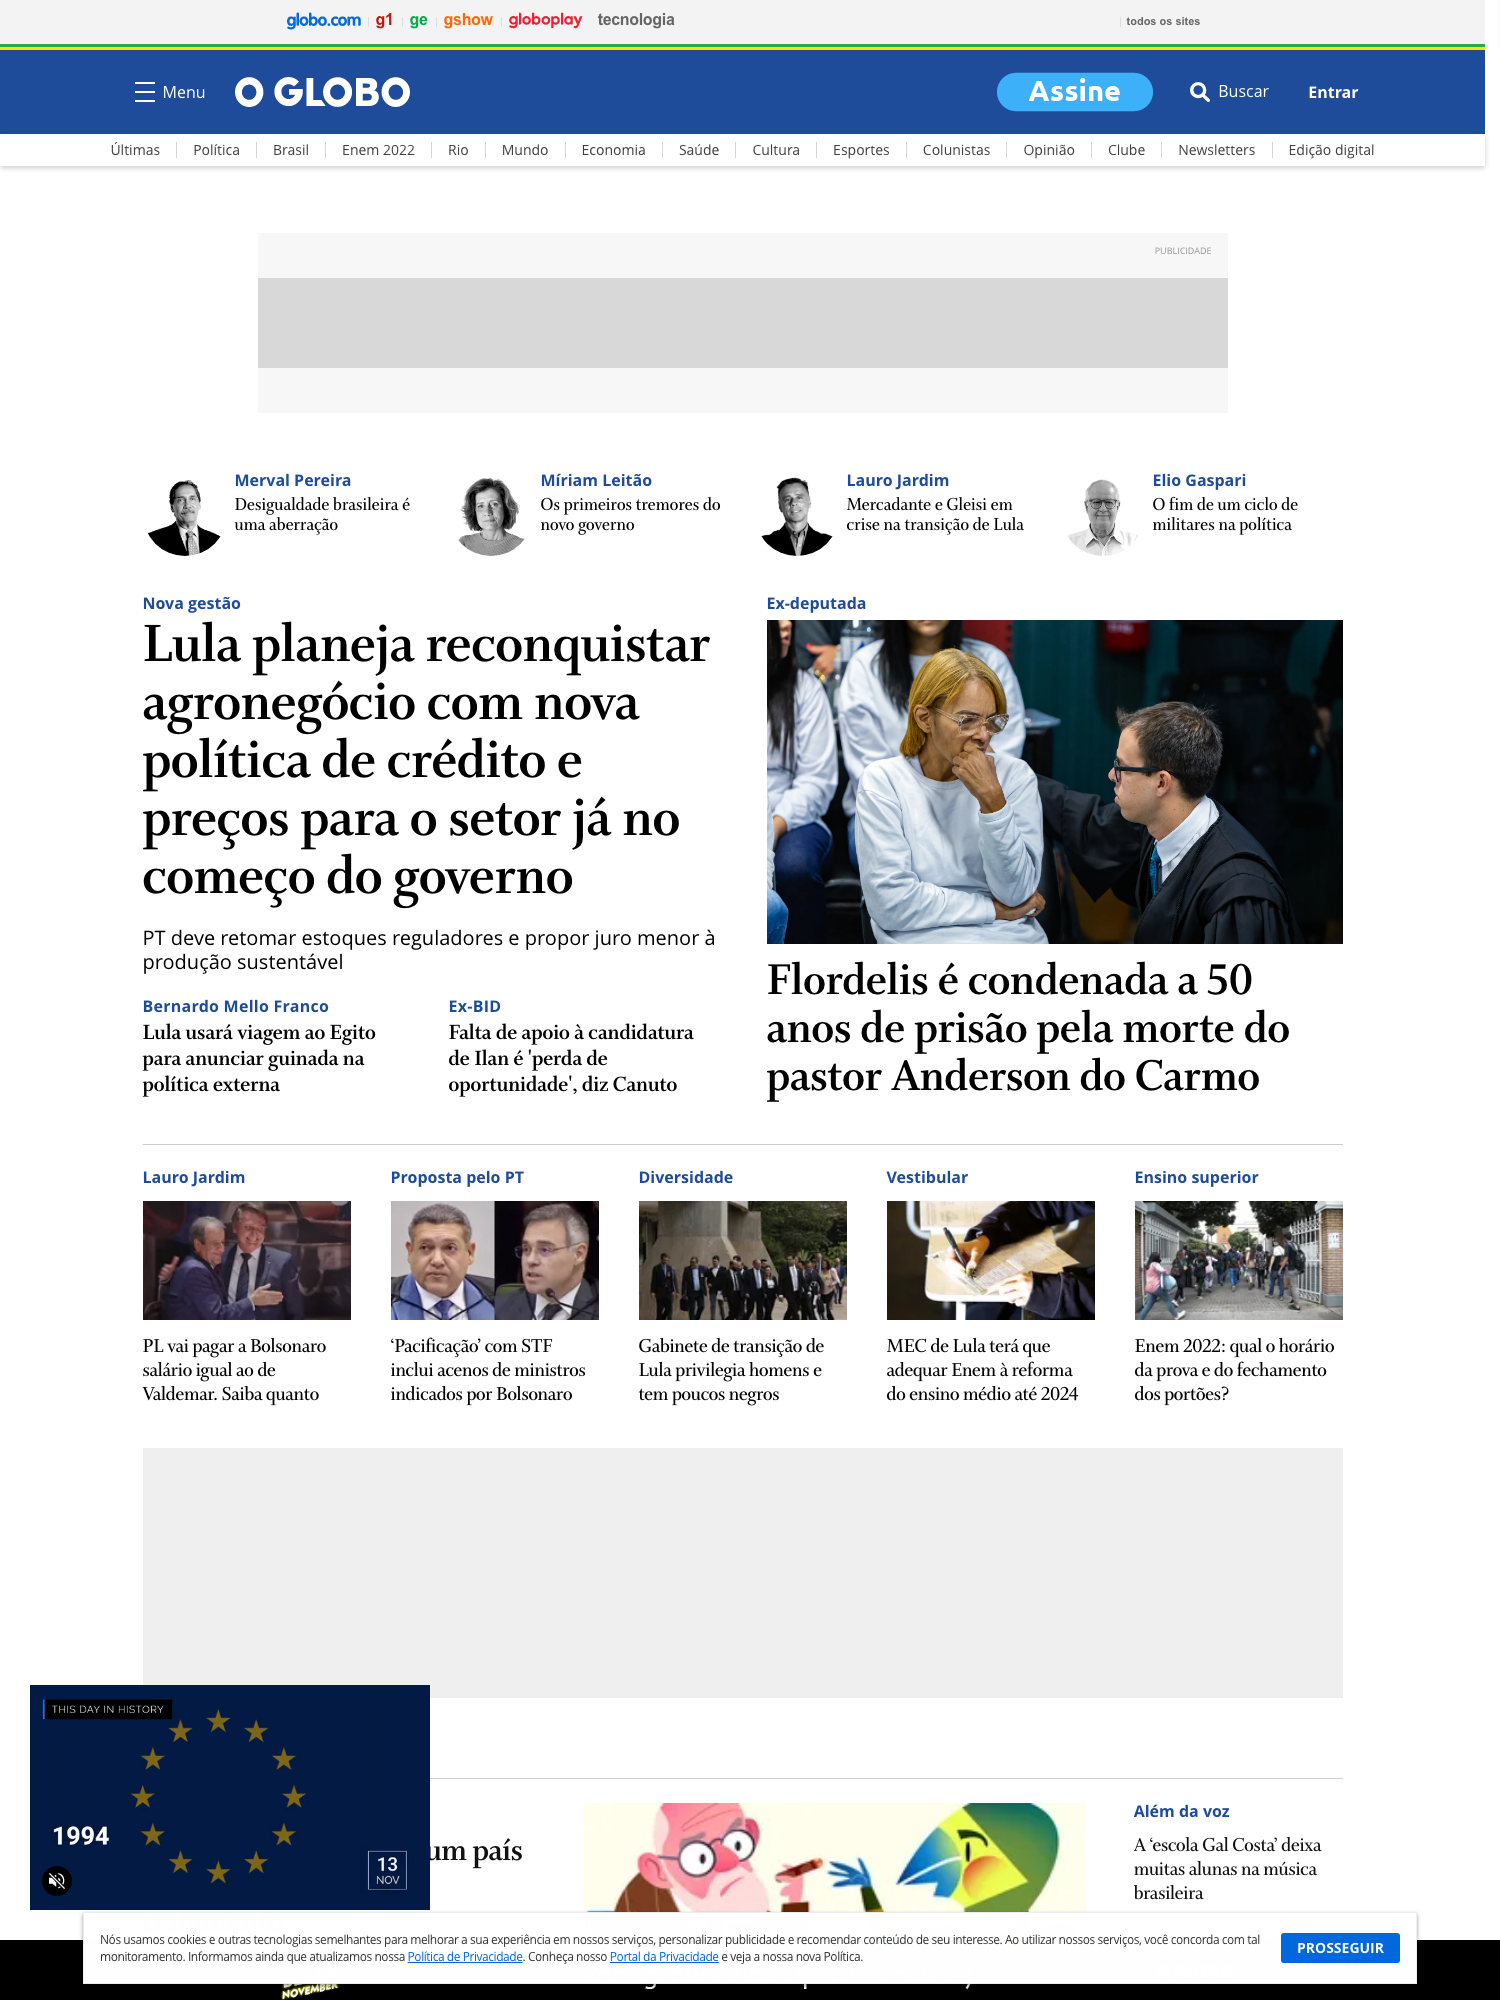 globo.com g1 ge gshow globoplay tecnologia todos os sites
Menu O GLOBO Assine Buscar Entrar
Últimas Política Brasil Enem 2022 Rio Mundo Economia Saúde Cultura Esportes Colunistas Opinião Clube Newsletters Edição digital
PUBLICIDADE
Merval Pereira
Desigualdade brasileira é
uma aberração
Míriam Leitão
Os primeiros tremores do
novo governo
Lauro Jardim
Mercadante e Gleisi em
crise na transição de Lula
Elio Gaspari
O fim de um ciclo de
militares na política
Nova gestão
Lula planeja reconquistar
agronegócio com nova
política de crédito e
preços para o setor já no
começo do governo
PT deve retomar estoques reguladores e propor juro menor à
produção sustentável
Bernardo Mello Franco
Lula usará viagem ao Egito
para anunciar guinada na
política externa
Ex-BID
Falta de apoio à candidatura
de Ilan é 'perda de
oportunidade', diz Canuto
Ex-deputada
Flordelis é condenada a 50
anos de prisão pela morte do
pastor Anderson do Carmo
Lauro Jardim
PL vai pagar a Bolsonaro
salário igual ao de
Valdemar. Saiba quanto
Proposta pelo PT
‘Pacificação’ com STF
inclui acenos de ministros
indicados por Bolsonaro
Diversidade
Gabinete de transição de
Lula privilegia homens e
tem poucos negros
Vestibular
MEC de Lula terá que
adequar Enem à reforma
do ensino médio até 2024
Ensino superior
Enem 2022: qual o horário
da prova e do fechamento
dos portões?
THIS DAY IN HISTORY
1994
13
NOV
um país
Além da voz
A ‘escola Gal Costa’ deixa
muitas alunas na música
brasileira
Nós usamos cookies e outras tecnologias semelhantes para melhorar a sua experiência em nossos serviços, personalizar publicidade e recomendar conteúdo de seu interesse. Ao utilizar nossos serviços, você concorda com tal
monitoramento. Informamos ainda que atualizamos nossa Política de Privacidade. Conheça nosso Portal da Privacidade e veja a nossa nova Política.
PROSSEGUIR
NOVEMBER